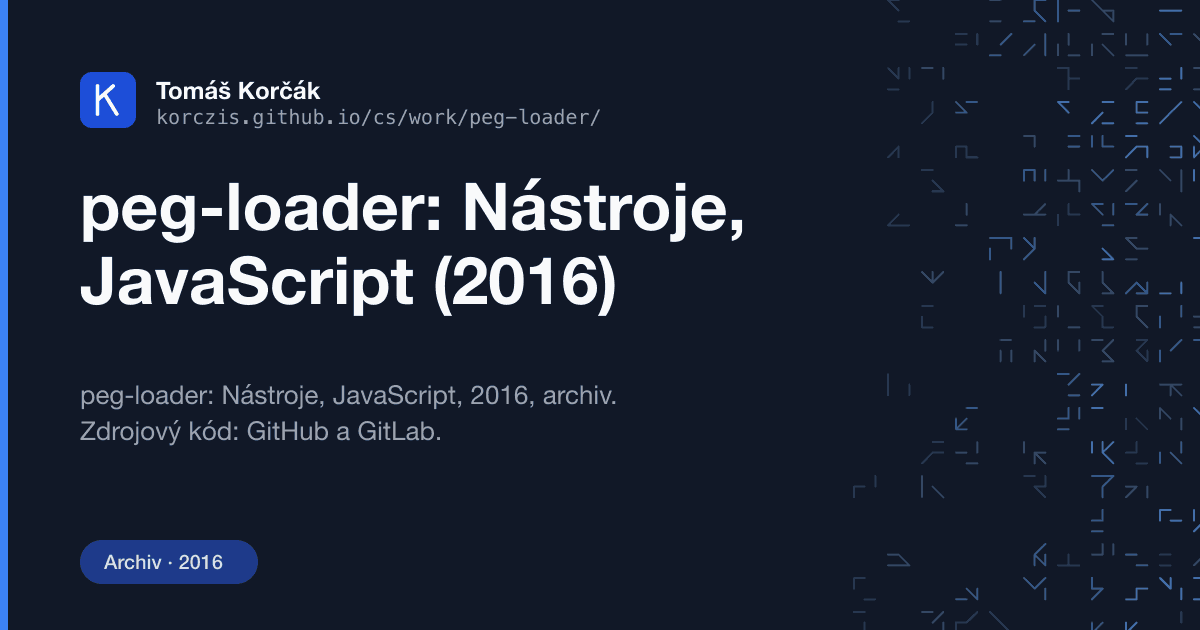 K
Tomáš Korčák
korczis.github.io/cs/work/peg-loader/
peg-loader: Nástroje,
JavaScript (2016)
peg-loader: Nástroje, JavaScript, 2016, archiv.
Zdrojový kód: GitHub a GitLab.
Archiv · 2016